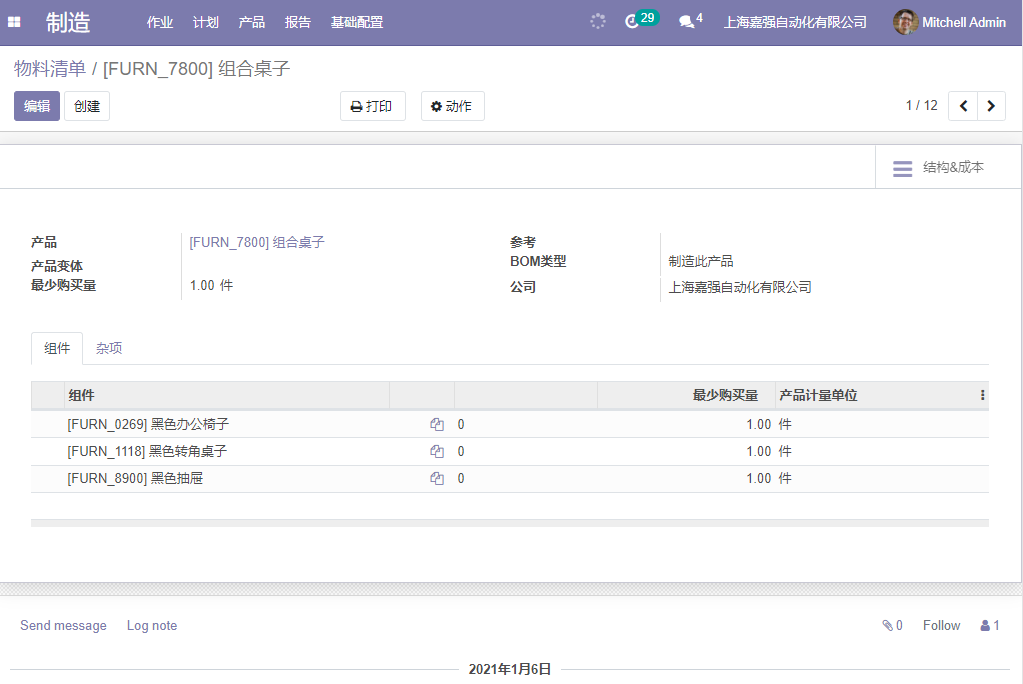 制造 作业 计划 产品 报告 基础配置 29 4 上海嘉强自动化有限公司 Mitchell Admin
物料清单 / [FURN_7800] 组合桌子
编辑 创建 打印 动作 1 / 12
结构&成本
产品 [FURN_7800] 组合桌子 参考
产品变体 BOM类型 制造此产品
最少购买量 1.00 件 公司 上海嘉强自动化有限公司
组件 杂项
组件 最少购买量 产品计量单位
[FURN_0269] 黑色办公椅子 0 1.00 件
[FURN_1118] 黑色转角桌子 0 1.00 件
[FURN_8900] 黑色抽屉 0 1.00 件
Send message Log note 0 Follow 1
2021年1月6日